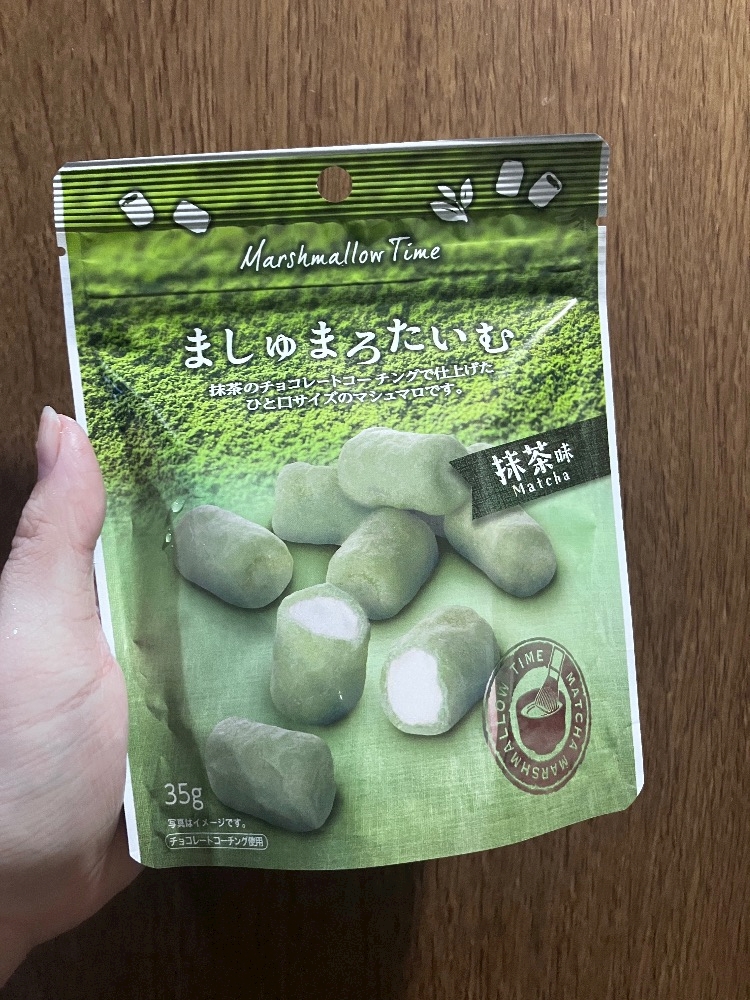 Marshmallow Time
ましゅまろたいむ
抹茶のチョコレートコーチングで仕上げた
ひと口サイズのマシュマロです。
抹茶味
Matcha
MARSHMALLOW TIME
MATCHA MARSHMALLOW
35g
写真はイメージです。
チョコレートコーチング使用